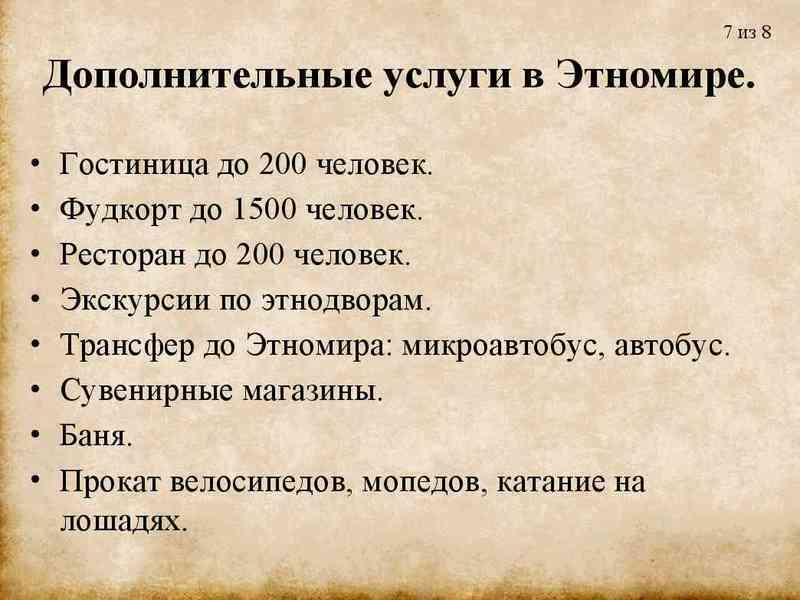 7 из 8
Дополнительные услуги в Этномире.
• Гостиница до 200 человек.
• Фудкорт до 1500 человек.
• Ресторан до 200 человек.
• Экскурсии по этнодворам.
• Трансфер до Этномира: микроавтобус, автобус.
• Сувенирные магазины.
• Баня.
• Прокат велосипедов, мопедов, катание на
лошадях.